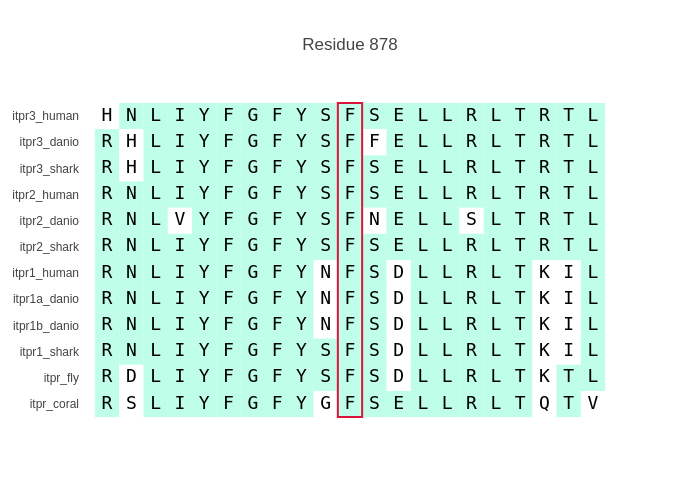 Residue 878
itpr3_human H N L I Y F G F Y S F S E L L R L T R T L
itpr3_danio R H L I Y F G F Y S F F E L L R L T R T L
itpr3_shark R H L I Y F G F Y S F S E L L R L T R T L
itpr2_human R N L I Y F G F Y S F S E L L R L T R T L
itpr2_danio R N L V Y F G F Y S F N E L L S L T R T L
itpr2_shark R N L I Y F G F Y S F S E L L R L T R T L
itpr1_human R N L I Y F G F Y N F S D L L R L T K I L
itpr1a_danio R N L I Y F G F Y N F S D L L R L T K I L
itpr1b_danio R N L I Y F G F Y N F S D L L R L T K I L
itpr1_shark R N L I Y F G F Y S F S D L L R L T K I L
itpr_fly R D L I Y F G F Y S F S D L L R L T K T L
itpr_coral R S L I Y F G F Y G F S E L L R L T Q T V